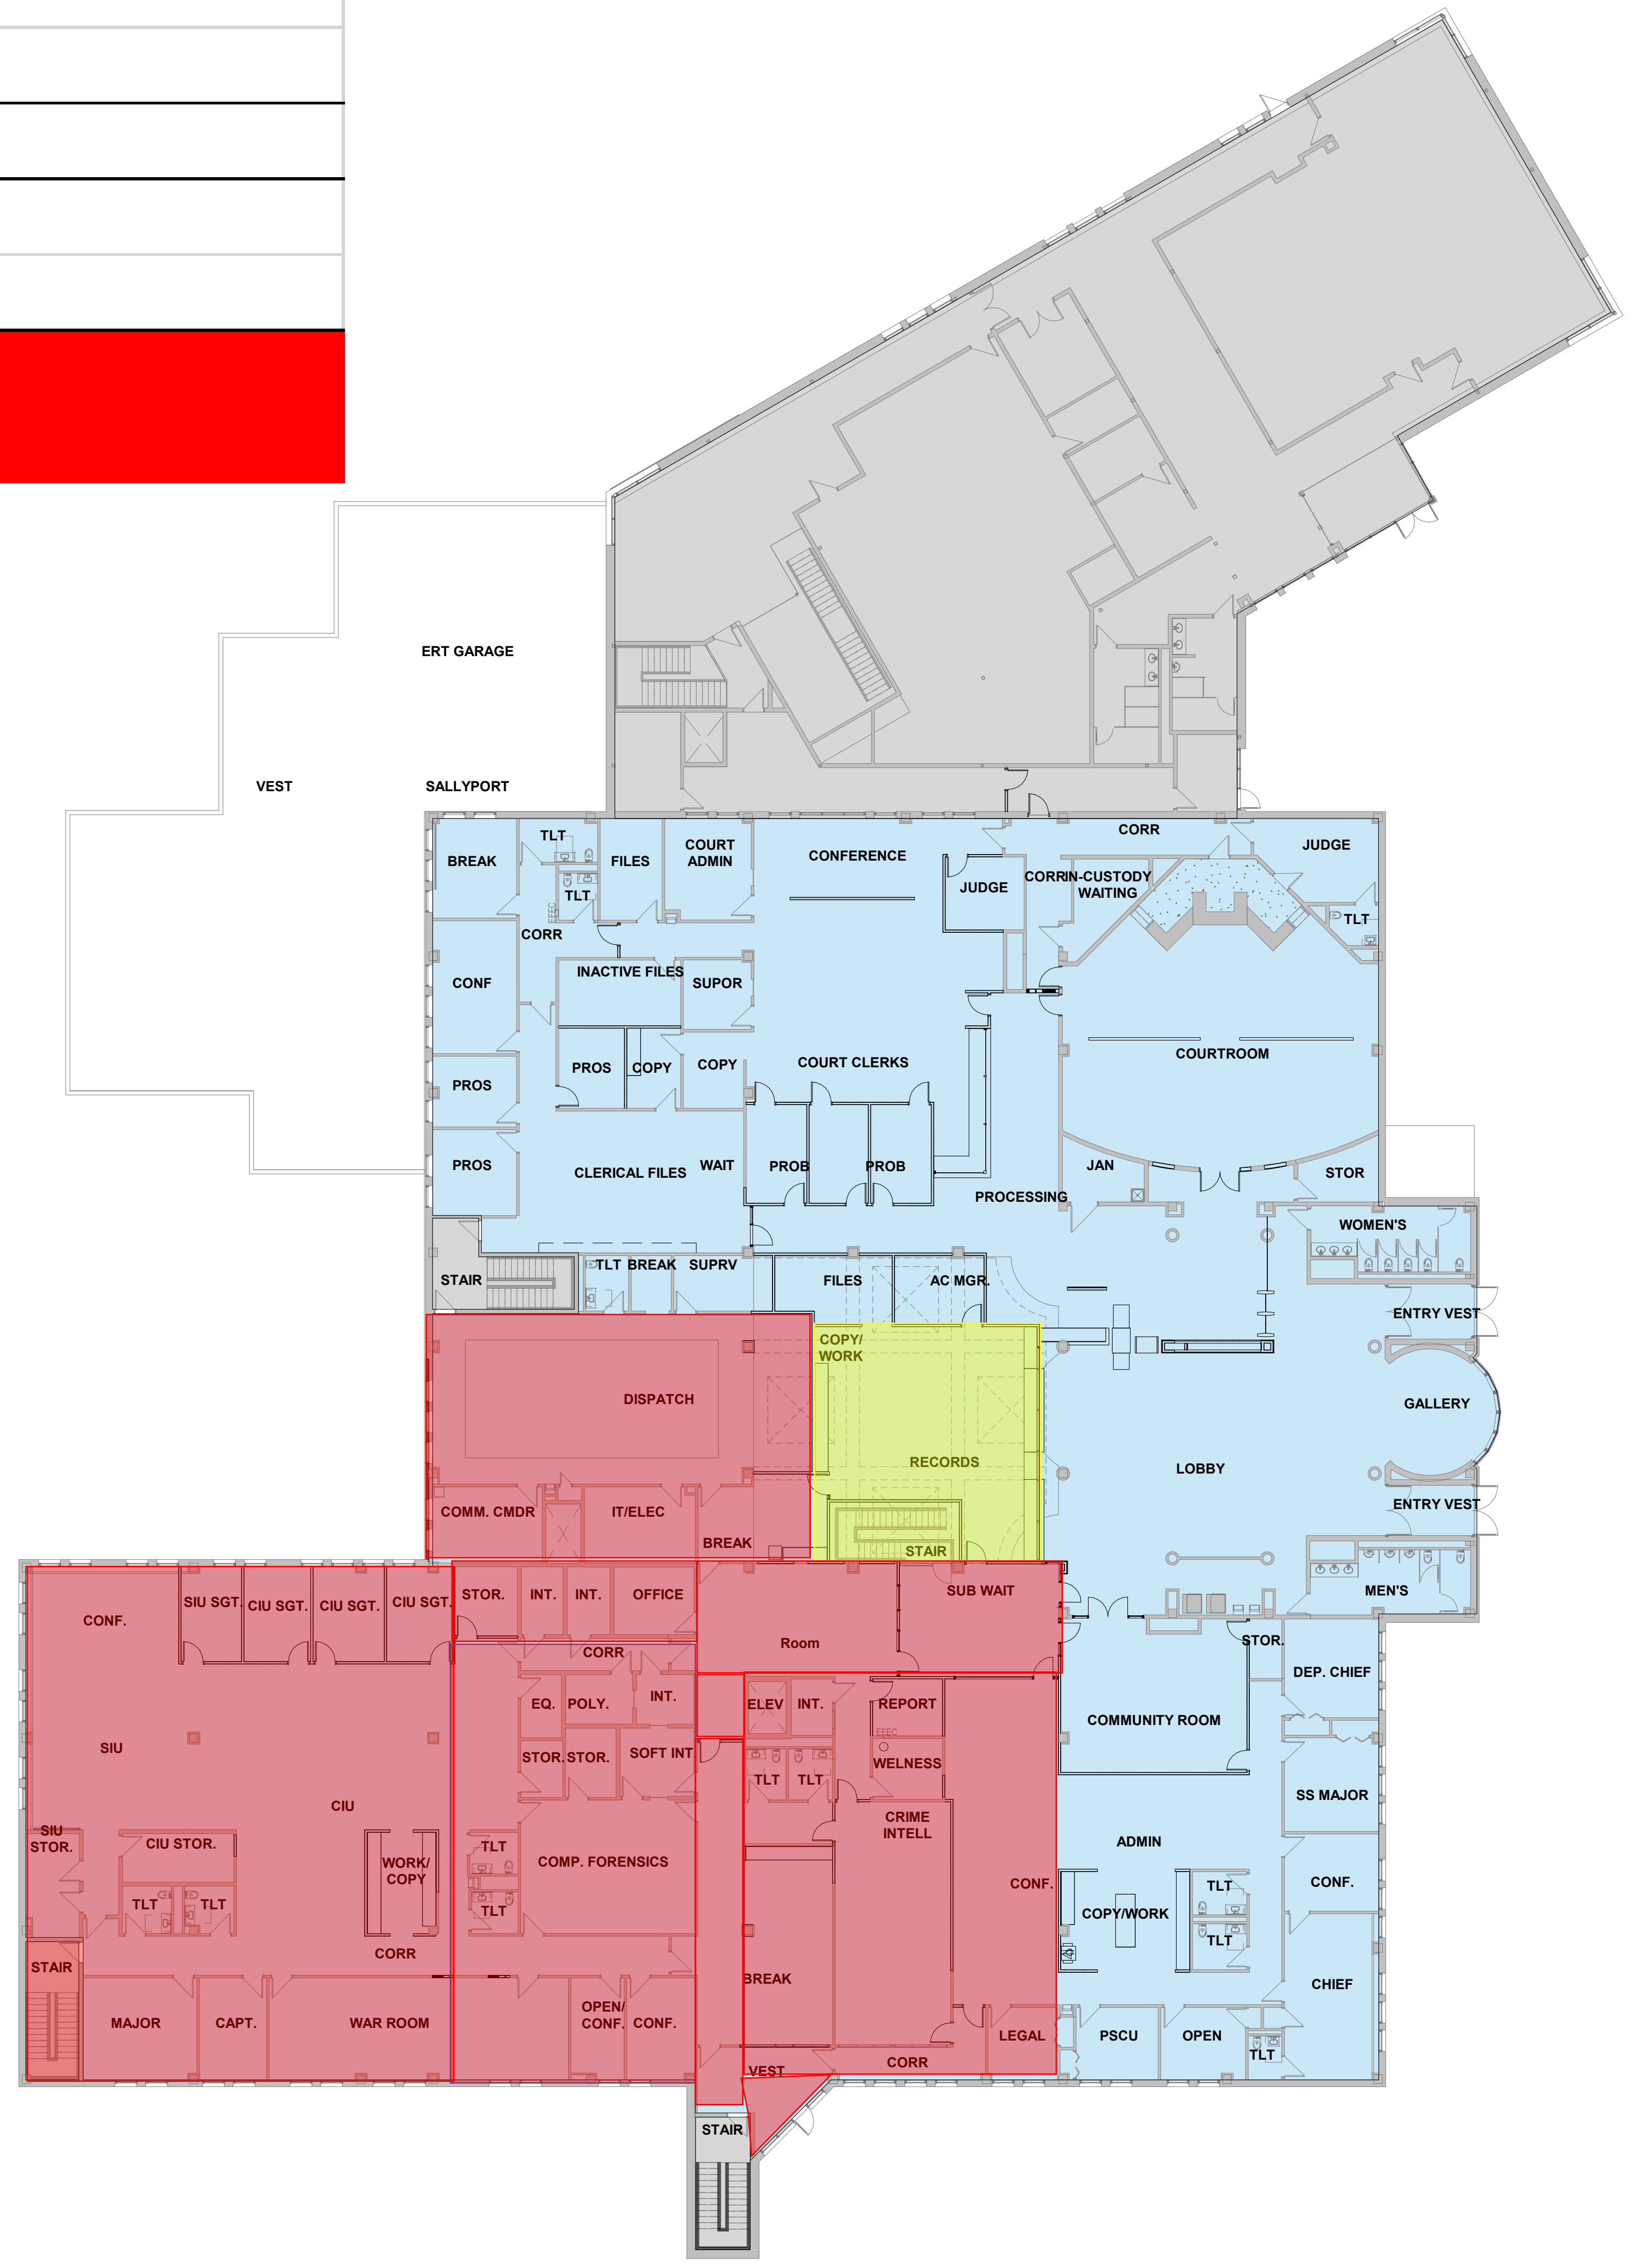 ERT GARAGE
VEST
SALLYPORT
BREAK
TLT
TLT
FILES
COURT
ADMIN
CONFERENCE
CORR
JUDGE
JUDGE
CORR
IN-CUSTODY
WAITING
TLT
CORR
CONF
INACTIVE FILES
SUPOR
PROS
PROS
COPY
COPY
COURT CLERKS
COURTROOM
PROS
CLERICAL FILES
WAIT
PROB
PROB
PROCESSING
JAN
STOR
WOMEN'S
STAIR
TLT
BREAK
SUPRV
FILES
AC MGR.
ENTRY VEST
COPY/
WORK
DISPATCH
GALLERY
RECORDS
LOBBY
COMM. CMDR
IT/ELEC
BREAK
STAIR
ENTRY VEST
MEN'S
CONF.
SIU SGT.
CIU SGT.
CIU SGT.
CIU SGT.
STOR.
INT.
INT.
OFFICE
SUB WAIT
Room
CORR
STOR.
DEP. CHIEF
EQ.
POLY.
INT.
ELEV
INT.
REPORT
EEEC
COMMUNITY ROOM
SIU
STOR.
STOR.
SOFT INT
WELNESS
TLT
TLT
SS MAJOR
CIU
CRIME
INTELL
ADMIN
SIU
STOR.
CIU STOR.
WORK/
COPY
TLT
COMP. FORENSICS
CONF.
CONF.
TLT
TLT
TLT
COPY/WORK
TLT
TLT
CORR
STAIR
BREAK
CHIEF
MAJOR
CAPT.
WAR ROOM
OPEN/
CONF.
CONF.
LEGAL
PSCU
OPEN
TLT
VEST
CORR
STAIR